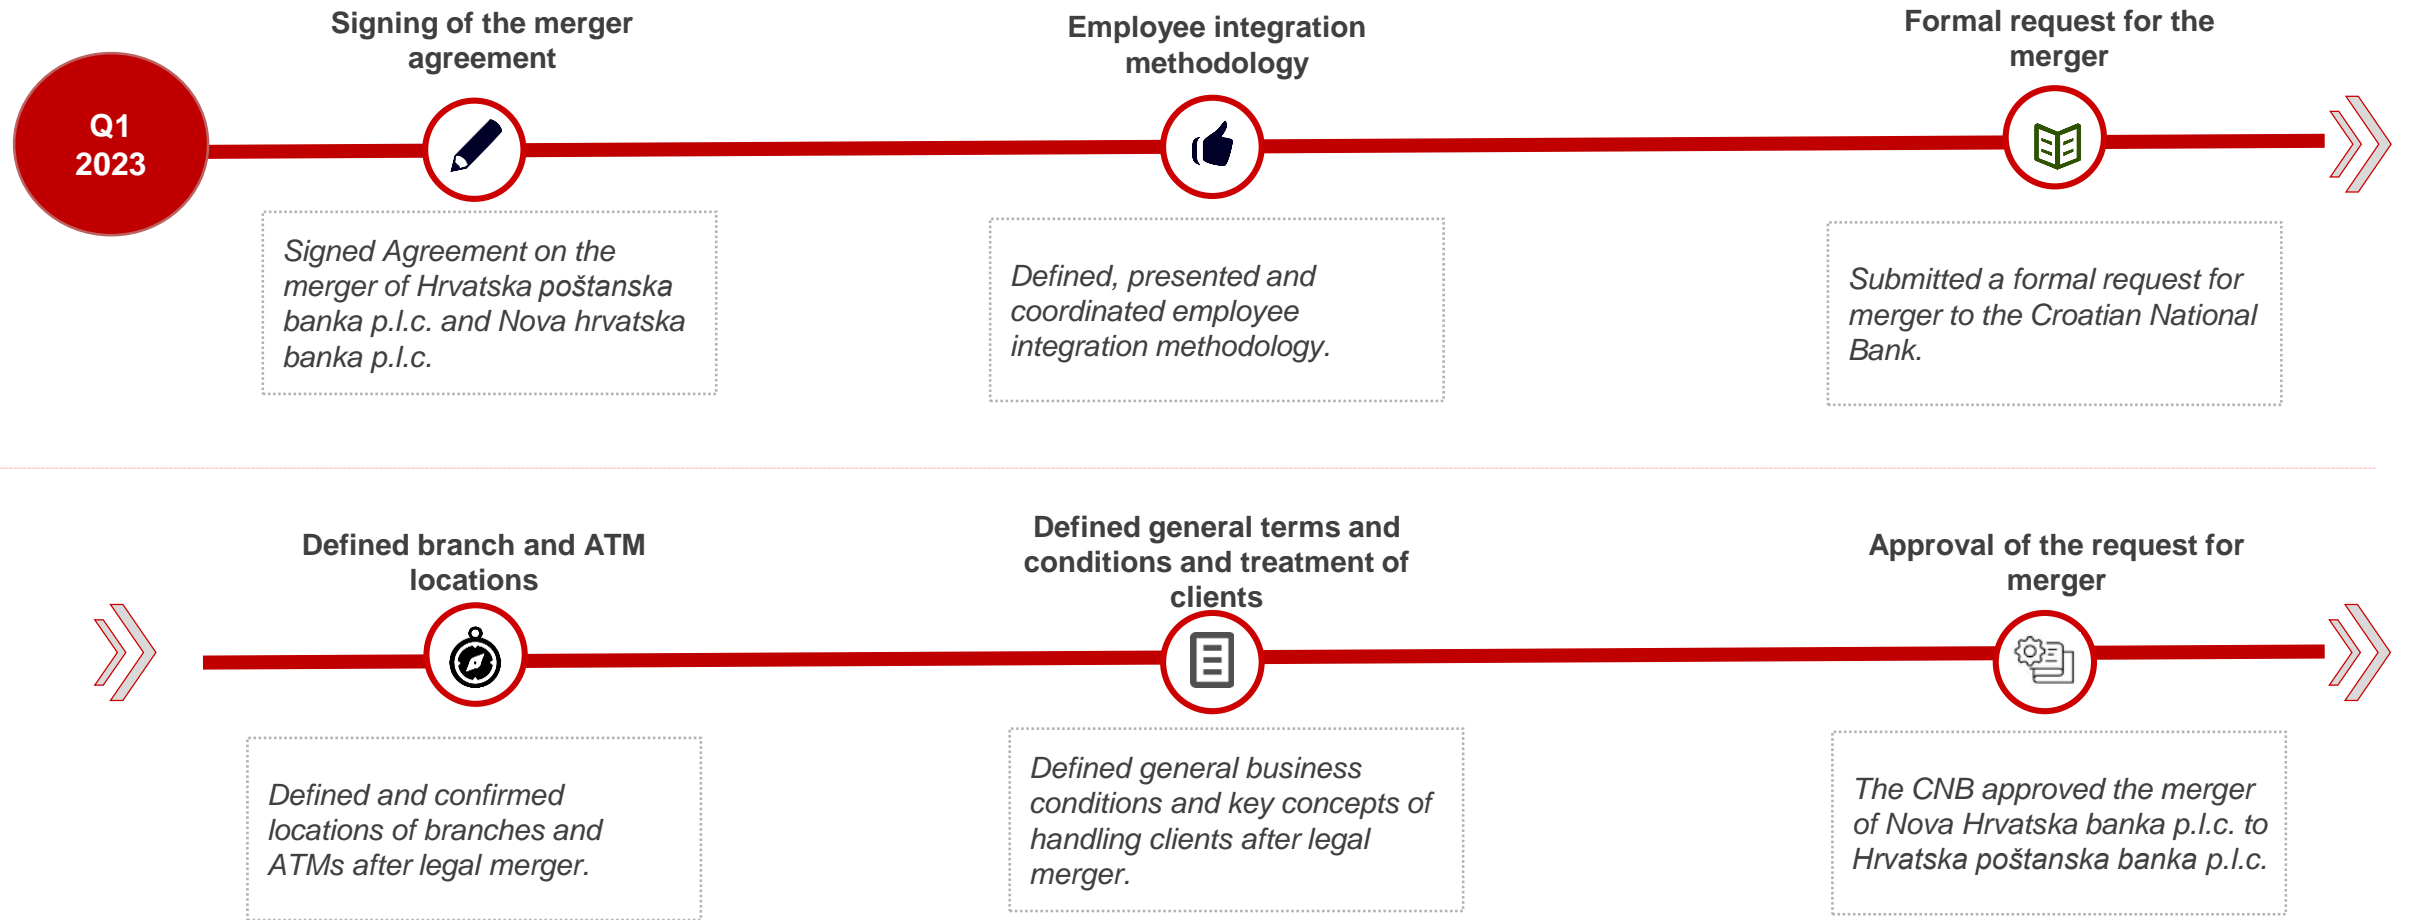 Q1
2023
Signing of the merger
agreement
Signed Agreement on the
merger of Hrvatska poštanska
banka p.l.c. and Nova hrvatska
banka p.l.c.
Employee integration
methodology
Defined, presented and
coordinated employee
integration methodology.
Formal request for the
merger
Submitted a formal request for
merger to the Croatian National
Bank.
Defined branch and ATM
locations
Defined and confirmed
locations of branches and
ATMs after legal merger.
Defined general terms and
conditions and treatment of
clients
Defined general business
conditions and key concepts of
handling clients after legal
merger.
Approval of the request for
merger
The CNB approved the merger
of Nova Hrvatska banka p.l.c. to
Hrvatska poštanska banka p.l.c.